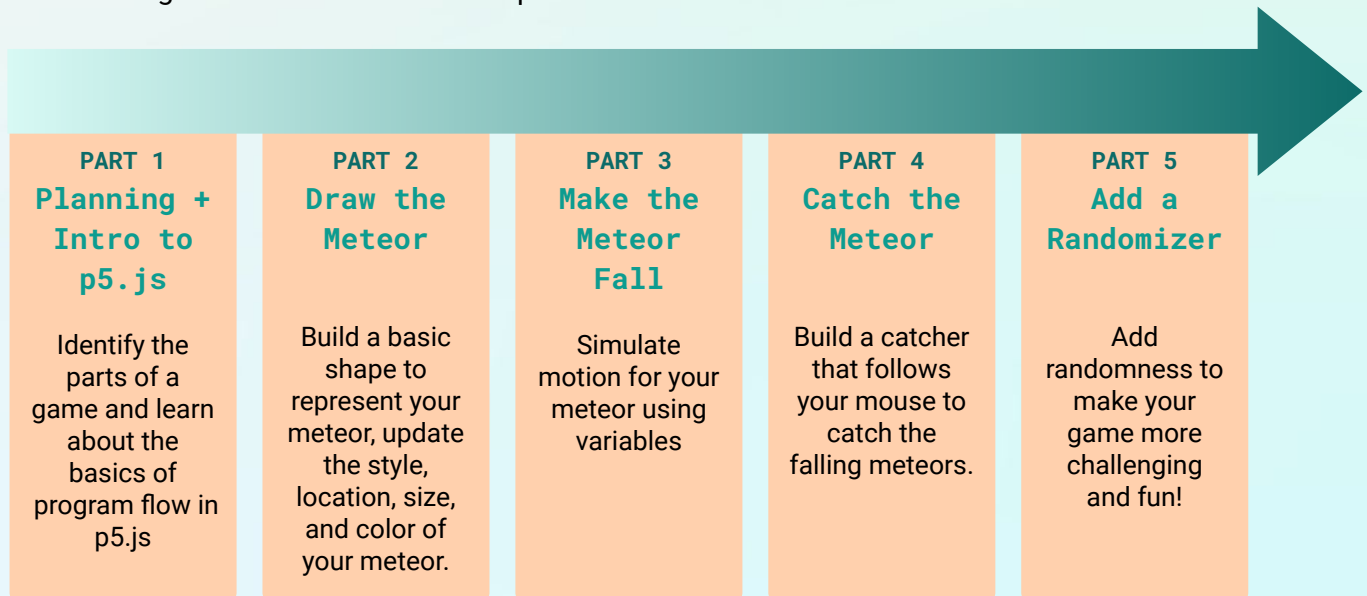 PART 1
Planning +
Intro to
p5.js
Identify the
parts of a
game and learn
about the
basics of
program flow in
p5.js
PART 2
Draw the
Meteor
Build a basic
shape to
represent your
meteor, update
the style,
location, size,
and color of
your meteor.
PART 3
Make the
Meteor
Fall
Simulate
motion for your
meteor using
variables
PART 4
Catch the
Meteor
Build a catcher
that follows
your mouse to
catch the
falling meteors.
PART 5
Add a
Randomizer
Add
randomness to
make your
game more
challenging
and fun!